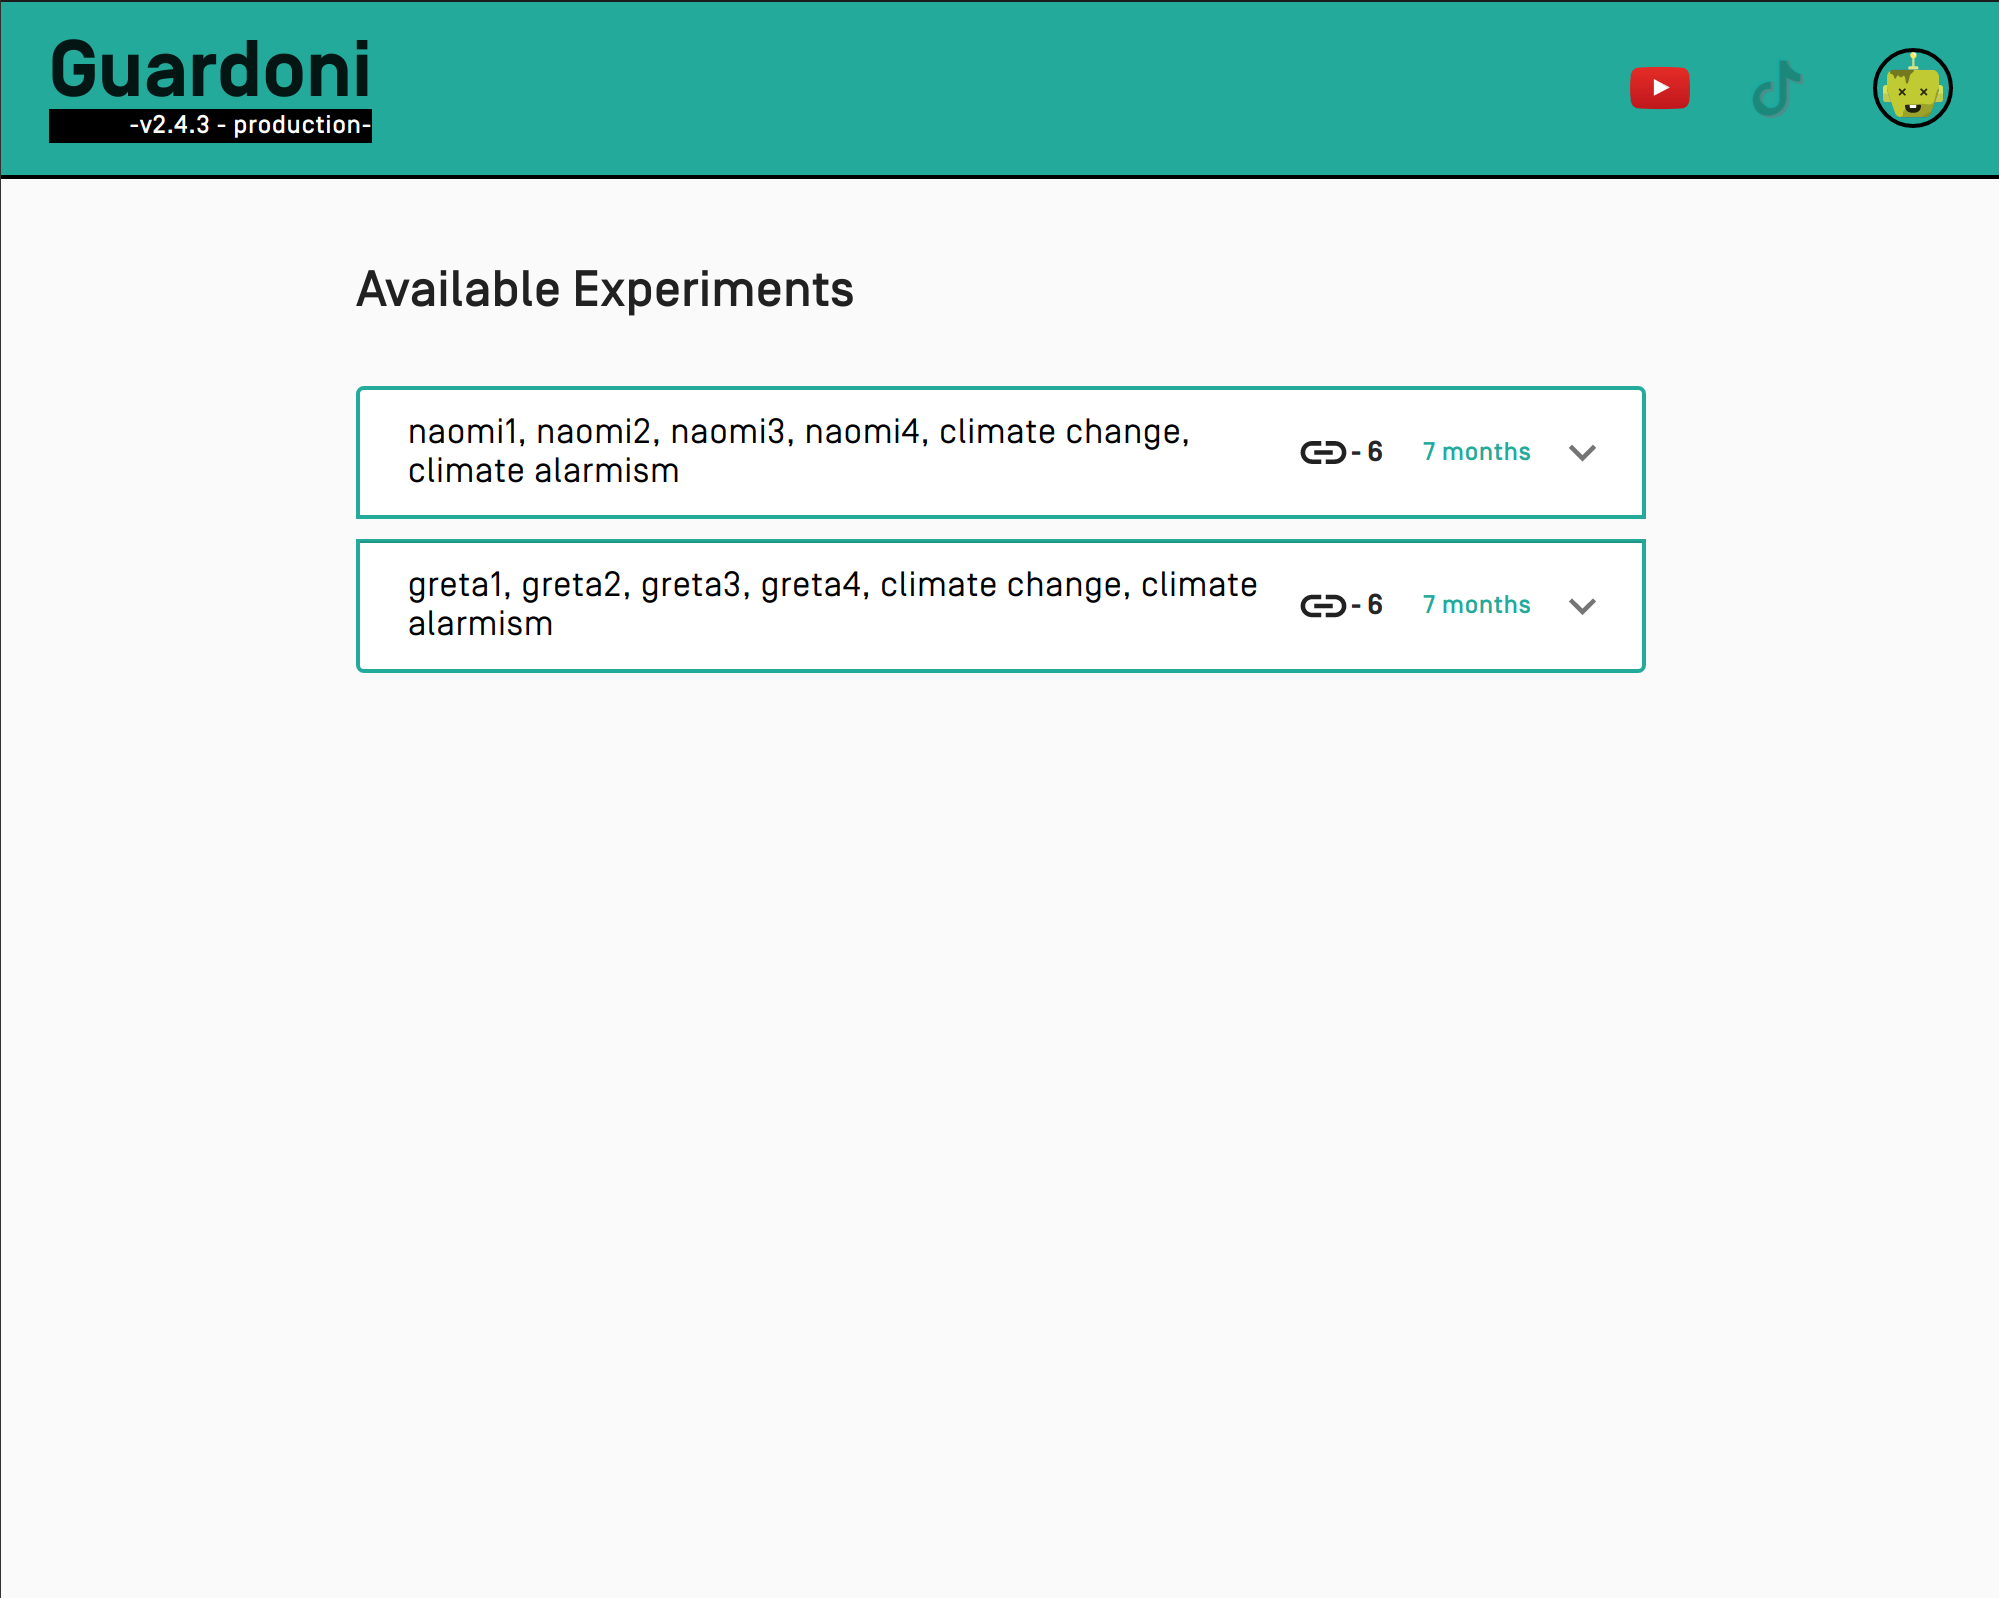 Guardoni
-v2.4.3 - production-
Available Experiments
naomi1, naomi2, naomi3, naomi4, climate change,
climate alarmism
- 6
7 months
greta1, greta2, greta3, greta4, climate change, climate
alarmism
- 6
7 months